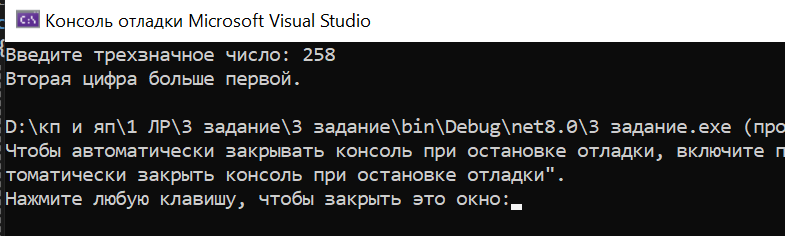 C:\ Консоль отладки Microsoft Visual Studio
Введите трехзначное число: 258
Вторая цифра больше первой.
D:\кп и яп\1 ЛР\3 задание\3 задание\bin\Debug\net8.0\3 задание.exe (про
Чтобы автоматически закрывать консоль при остановке отладки, включите п
томатически закрыть консоль при остановке отладки".
Нажмите любую клавишу, чтобы закрыть это окно: